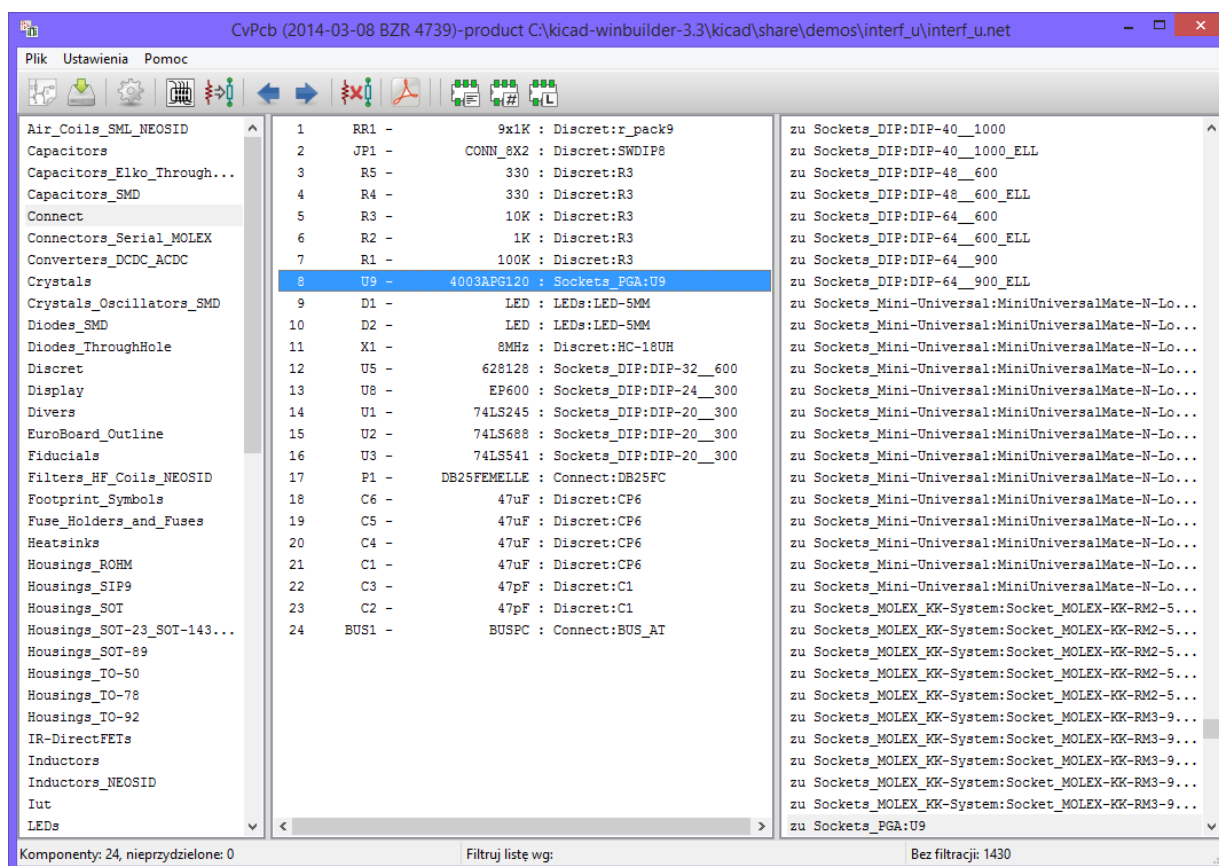 CvPcb (2014-03-08 BZR 4739)-product C:\kicad-winbuilder-3.3\kicad\share\demos\interf_u\interf_u.net
Plik Ustawienia Pomoc
Air_Coils_SML_NEOSID
Capacitors
Capacitors_Elko_Through...
Capacitors_SMD
Connect
Connectors_Serial_MOLEX
Converters_DCDC_ACDC
Crystals
Crystals_Oscillators_SMD
Diodes_SMD
Diodes_ThroughHole
Discret
Display
Divers
EuroBoard_Outline
Fiducials
Filters_HF_Coils_NEOSID
Footprint_Symbols
Fuse_Holders_and_Fuses
Heatsinks
Housings_ROHM
Housings_SIP9
Housings_SOT
Housings_SOT-23_SOT-143...
Housings_SOT-89
Housings_TO-50
Housings_TO-78
Housings_TO-92
IR-DirectFETs
Inductors
Inductors_NEOSID
Iut
LEDs
1 RR1 - 9x1K : Discret:r_pack9
2 JP1 - CONN_8X2 : Discret:SWDIP8
3 R5 - 330 : Discret:R3
4 R4 - 330 : Discret:R3
5 R3 - 10K : Discret:R3
6 R2 - 1K : Discret:R3
7 R1 - 100K : Discret:R3
8 U9 - 4003APG120 : Sockets_PGA:U9
9 D1 - LED : LEDs:LED-5MM
10 D2 - LED : LEDs:LED-5MM
11 X1 - 8MHz : Discret:HC-18UH
12 U5 - 628128 : Sockets_DIP:DIP-32__600
13 U8 - EP600 : Sockets_DIP:DIP-24__300
14 U1 - 74LS245 : Sockets_DIP:DIP-20__300
15 U2 - 74LS688 : Sockets_DIP:DIP-20__300
16 U3 - 74LS541 : Sockets_DIP:DIP-20__300
17 P1 - DB25FEMELLE : Connect:DB25FC
18 C6 - 47uF : Discret:CP6
19 C5 - 47uF : Discret:CP6
20 C4 - 47uF : Discret:CP6
21 C1 - 47uF : Discret:CP6
22 C3 - 47pF : Discret:C1
23 C2 - 47pF : Discret:C1
24 BUS1 - BUSPC : Connect:BUS_AT
zu Sockets_DIP:DIP-40__1000
zu Sockets_DIP:DIP-40__1000_ELL
zu Sockets_DIP:DIP-48__600
zu Sockets_DIP:DIP-48__600_ELL
zu Sockets_DIP:DIP-64__600
zu Sockets_DIP:DIP-64__600_ELL
zu Sockets_DIP:DIP-64__900
zu Sockets_DIP:DIP-64__900_ELL
zu Sockets_Mini-Universal:MiniUniversalMate-N-Lo...
zu Sockets_Mini-Universal:MiniUniversalMate-N-Lo...
zu Sockets_Mini-Universal:MiniUniversalMate-N-Lo...
zu Sockets_Mini-Universal:MiniUniversalMate-N-Lo...
zu Sockets_Mini-Universal:MiniUniversalMate-N-Lo...
zu Sockets_Mini-Universal:MiniUniversalMate-N-Lo...
zu Sockets_Mini-Universal:MiniUniversalMate-N-Lo...
zu Sockets_Mini-Universal:MiniUniversalMate-N-Lo...
zu Sockets_Mini-Universal:MiniUniversalMate-N-Lo...
zu Sockets_Mini-Universal:MiniUniversalMate-N-Lo...
zu Sockets_Mini-Universal:MiniUniversalMate-N-Lo...
zu Sockets_Mini-Universal:MiniUniversalMate-N-Lo...
zu Sockets_Mini-Universal:MiniUniversalMate-N-Lo...
zu Sockets_Mini-Universal:MiniUniversalMate-N-Lo...
zu Sockets_MOLEX_KK-System:Socket_MOLEX-KK-RM2-5...
zu Sockets_MOLEX_KK-System:Socket_MOLEX-KK-RM2-5...
zu Sockets_MOLEX_KK-System:Socket_MOLEX-KK-RM2-5...
zu Sockets_MOLEX_KK-System:Socket_MOLEX-KK-RM2-5...
zu Sockets_MOLEX_KK-System:Socket_MOLEX-KK-RM2-5...
zu Sockets_MOLEX_KK-System:Socket_MOLEX-KK-RM3-9...
zu Sockets_MOLEX_KK-System:Socket_MOLEX-KK-RM3-9...
zu Sockets_MOLEX_KK-System:Socket_MOLEX-KK-RM3-9...
zu Sockets_MOLEX_KK-System:Socket_MOLEX-KK-RM3-9...
zu Sockets_MOLEX_KK-System:Socket_MOLEX-KK-RM3-9...
zu Sockets_PGA:U9
Komponenty: 24, nieprzydzielone: 0
Filtruj listę wg:
Bez filtracji: 1430